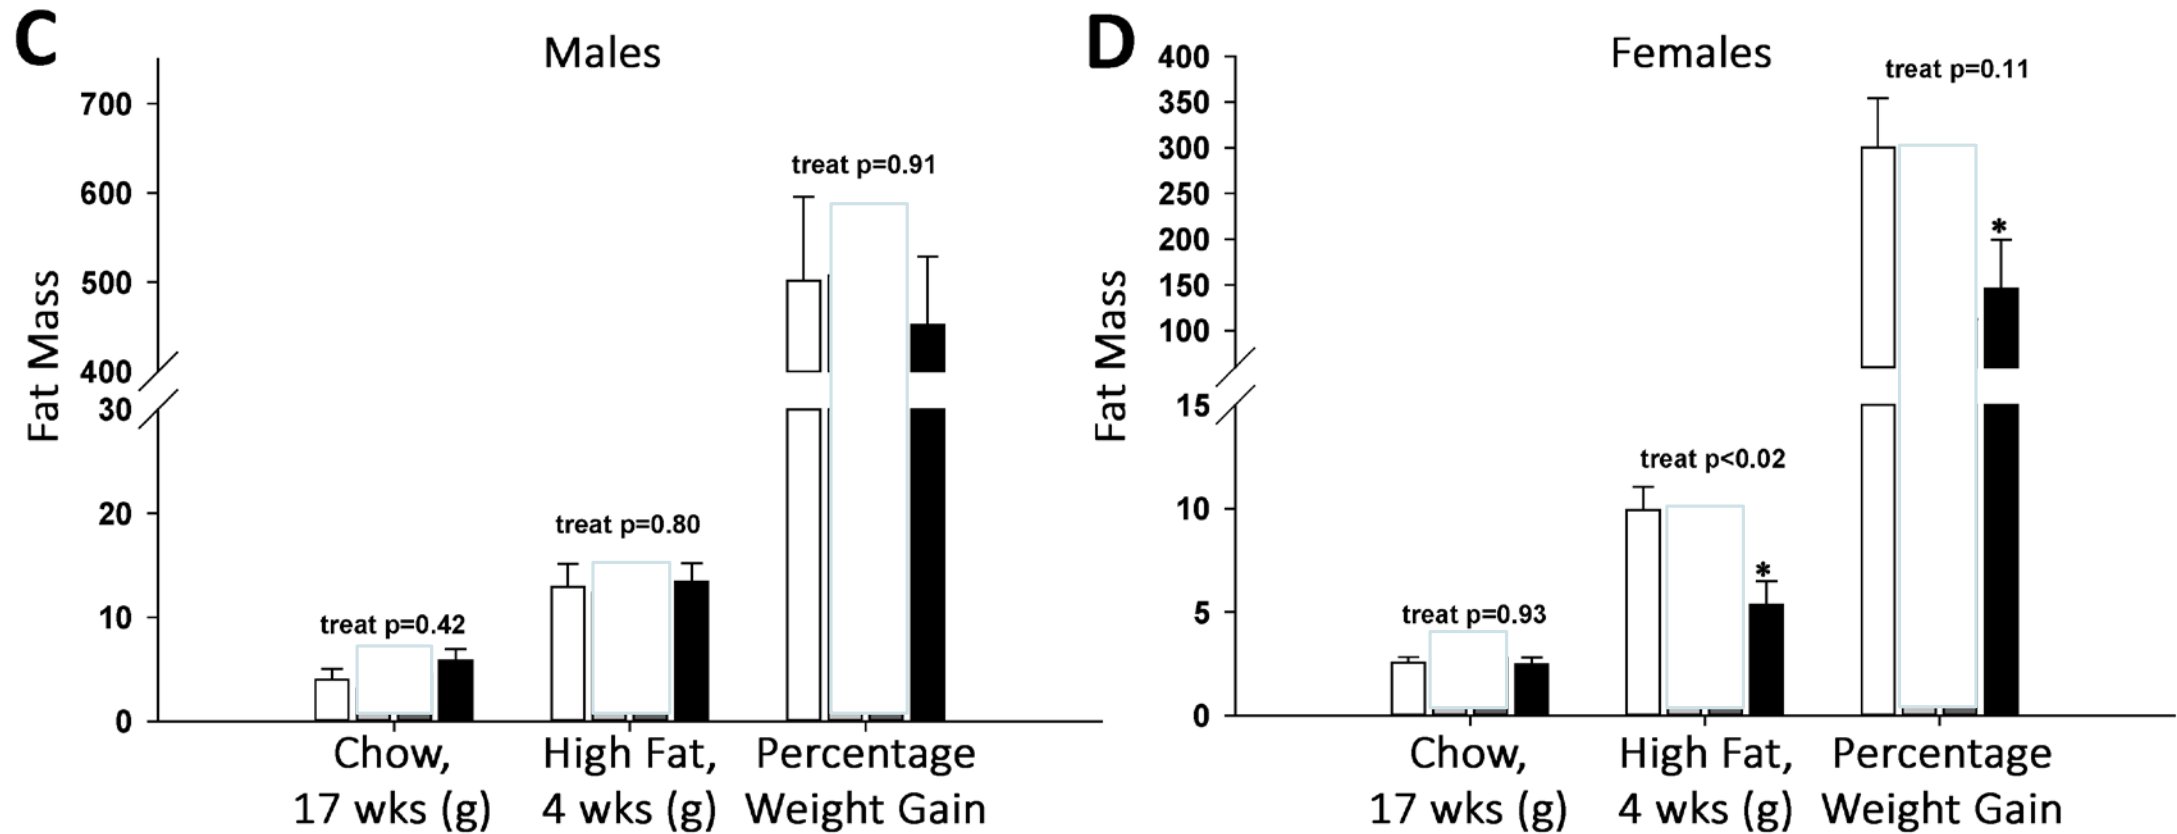 C
Males
Fat Mass
700
600
500
400
30
20
10
0
treat p=0.42
treat p=0.80
treat p=0.91
Chow,
17 wks (g)
High Fat,
4 wks (g)
Percentage
Weight Gain
D
Females
Fat Mass
400
350
300
250
200
150
100
15
10
5
0
treat p=0.93
treat p<0.02
*
treat p=0.11
*
Chow,
17 wks (g)
High Fat,
4 wks (g)
Percentage
Weight Gain